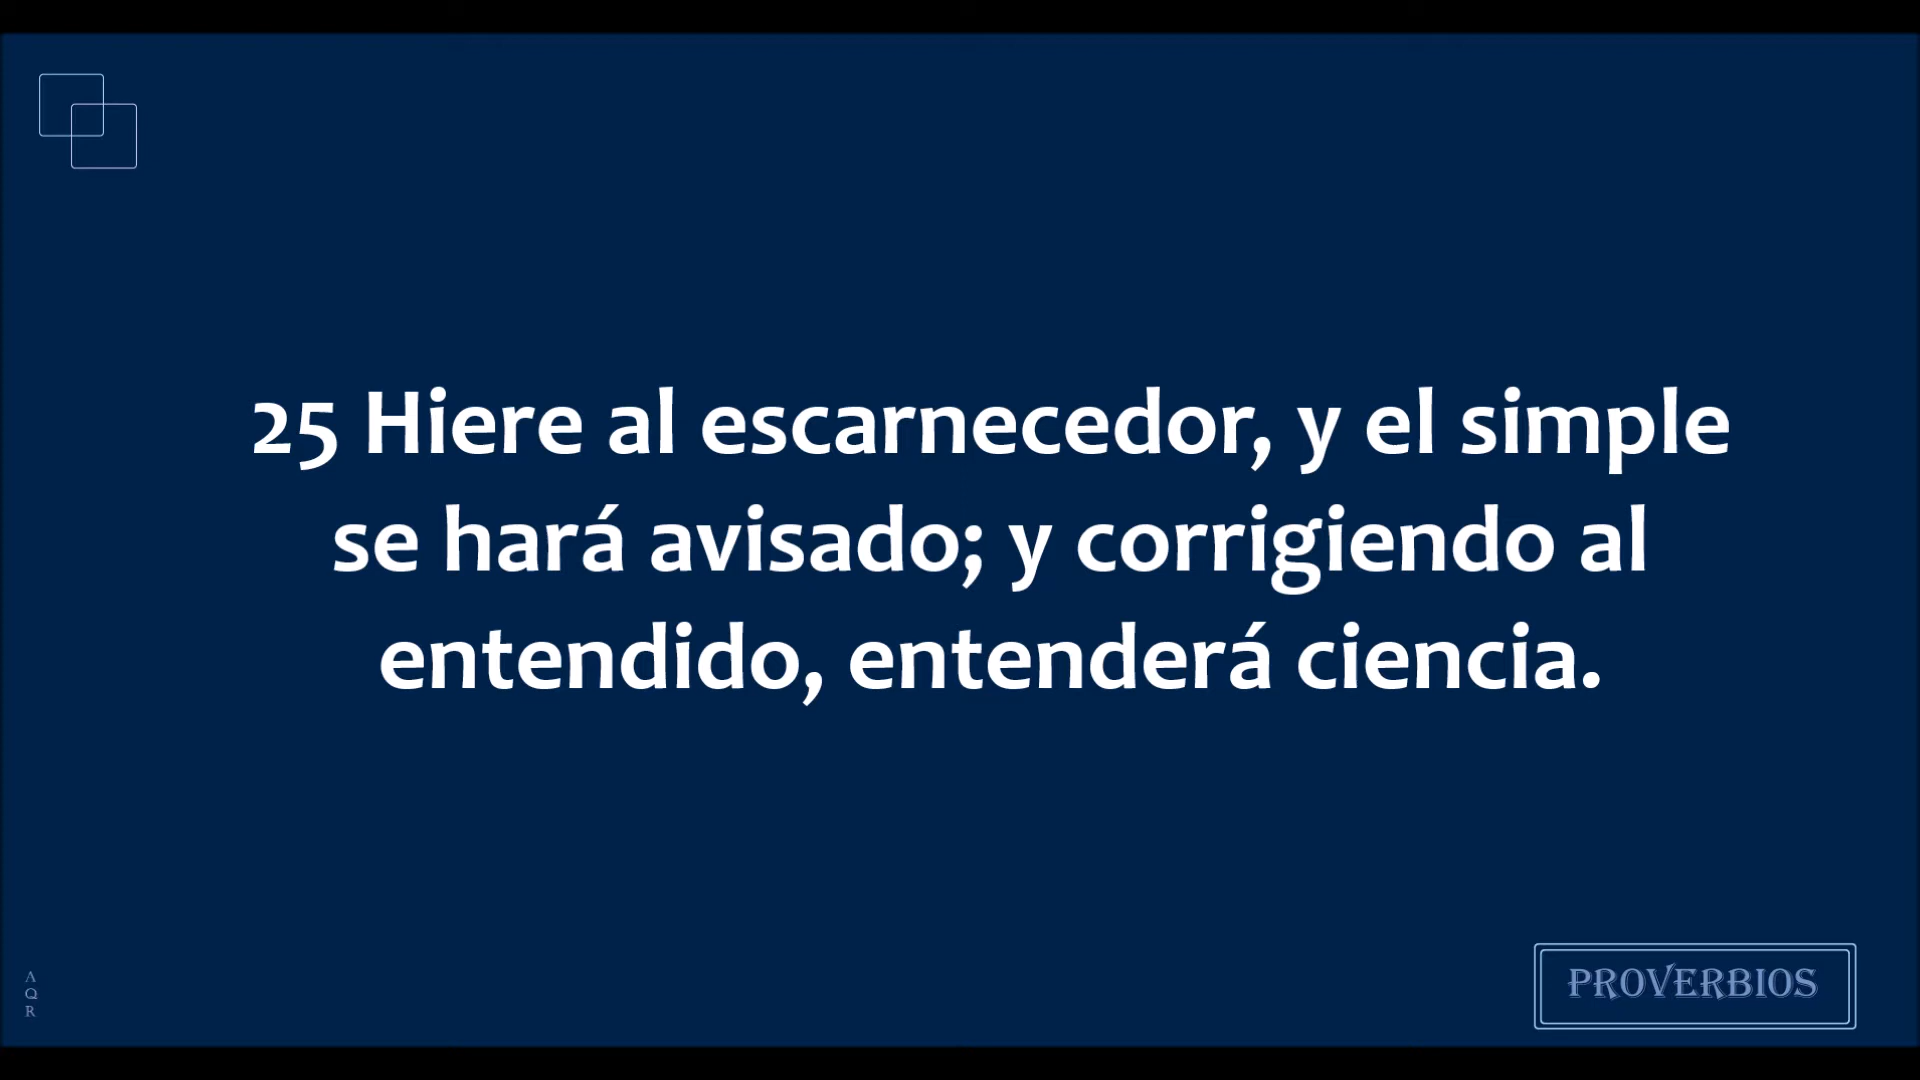 25 Hiere al escarnecedor, y el simple
se hará avisado; y corrigiendo al
entendido, entenderá ciencia.
A
Q
R
PROVERBIOS